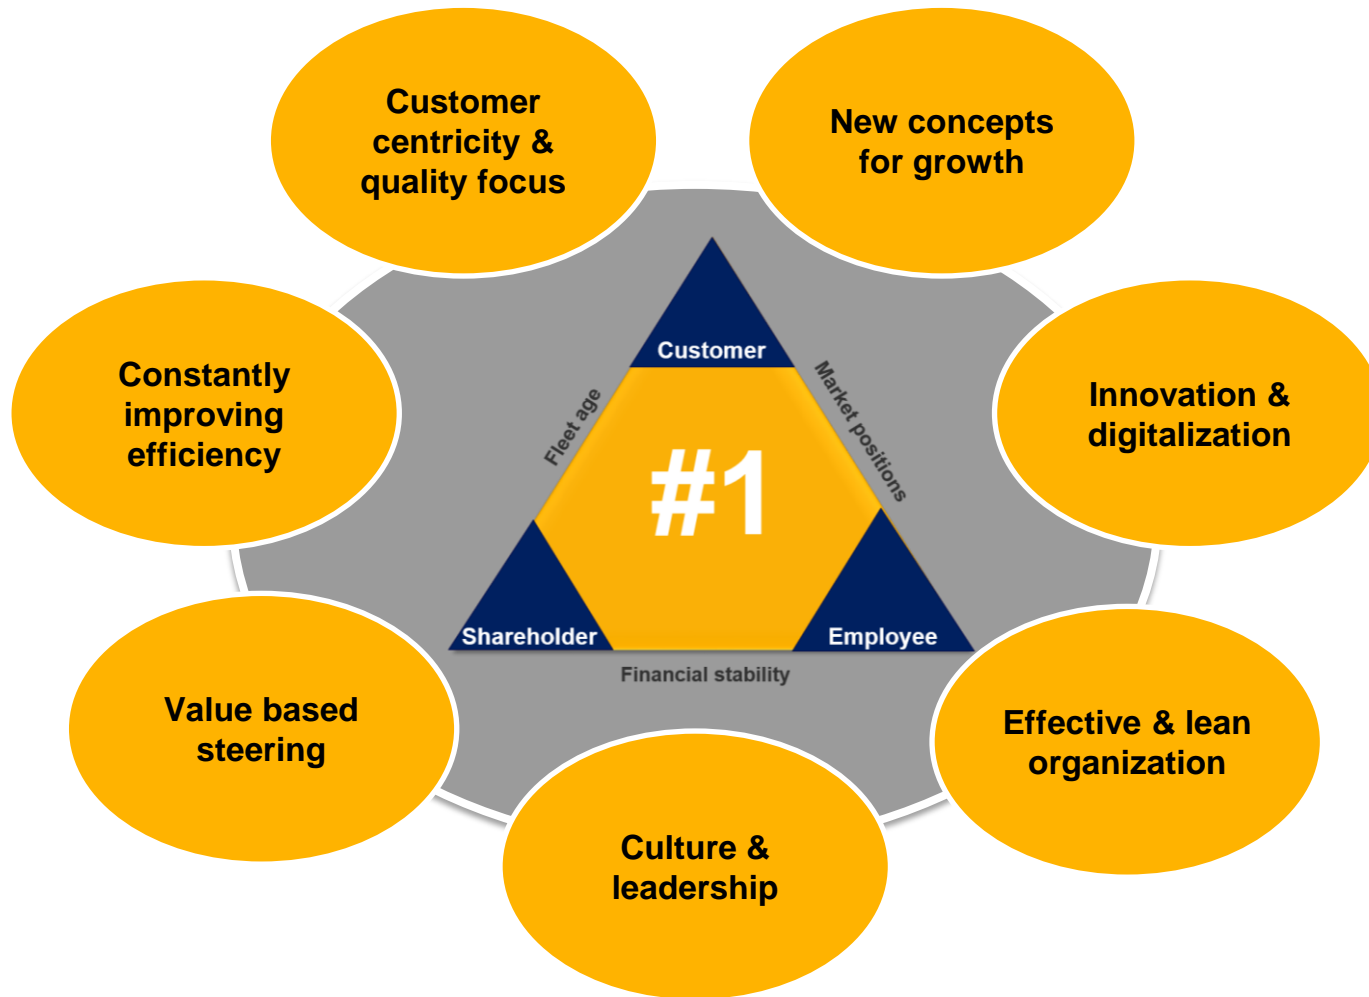 Customer
centricity &
quality focus
New concepts
for growth
Constantly
improving
efficiency
Innovation &
digitalization
Customer
Fleet age
Market positions
#1
Shareholder
Employee
Financial stability
Value based
steering
Effective & lean
organization
Culture &
leadership